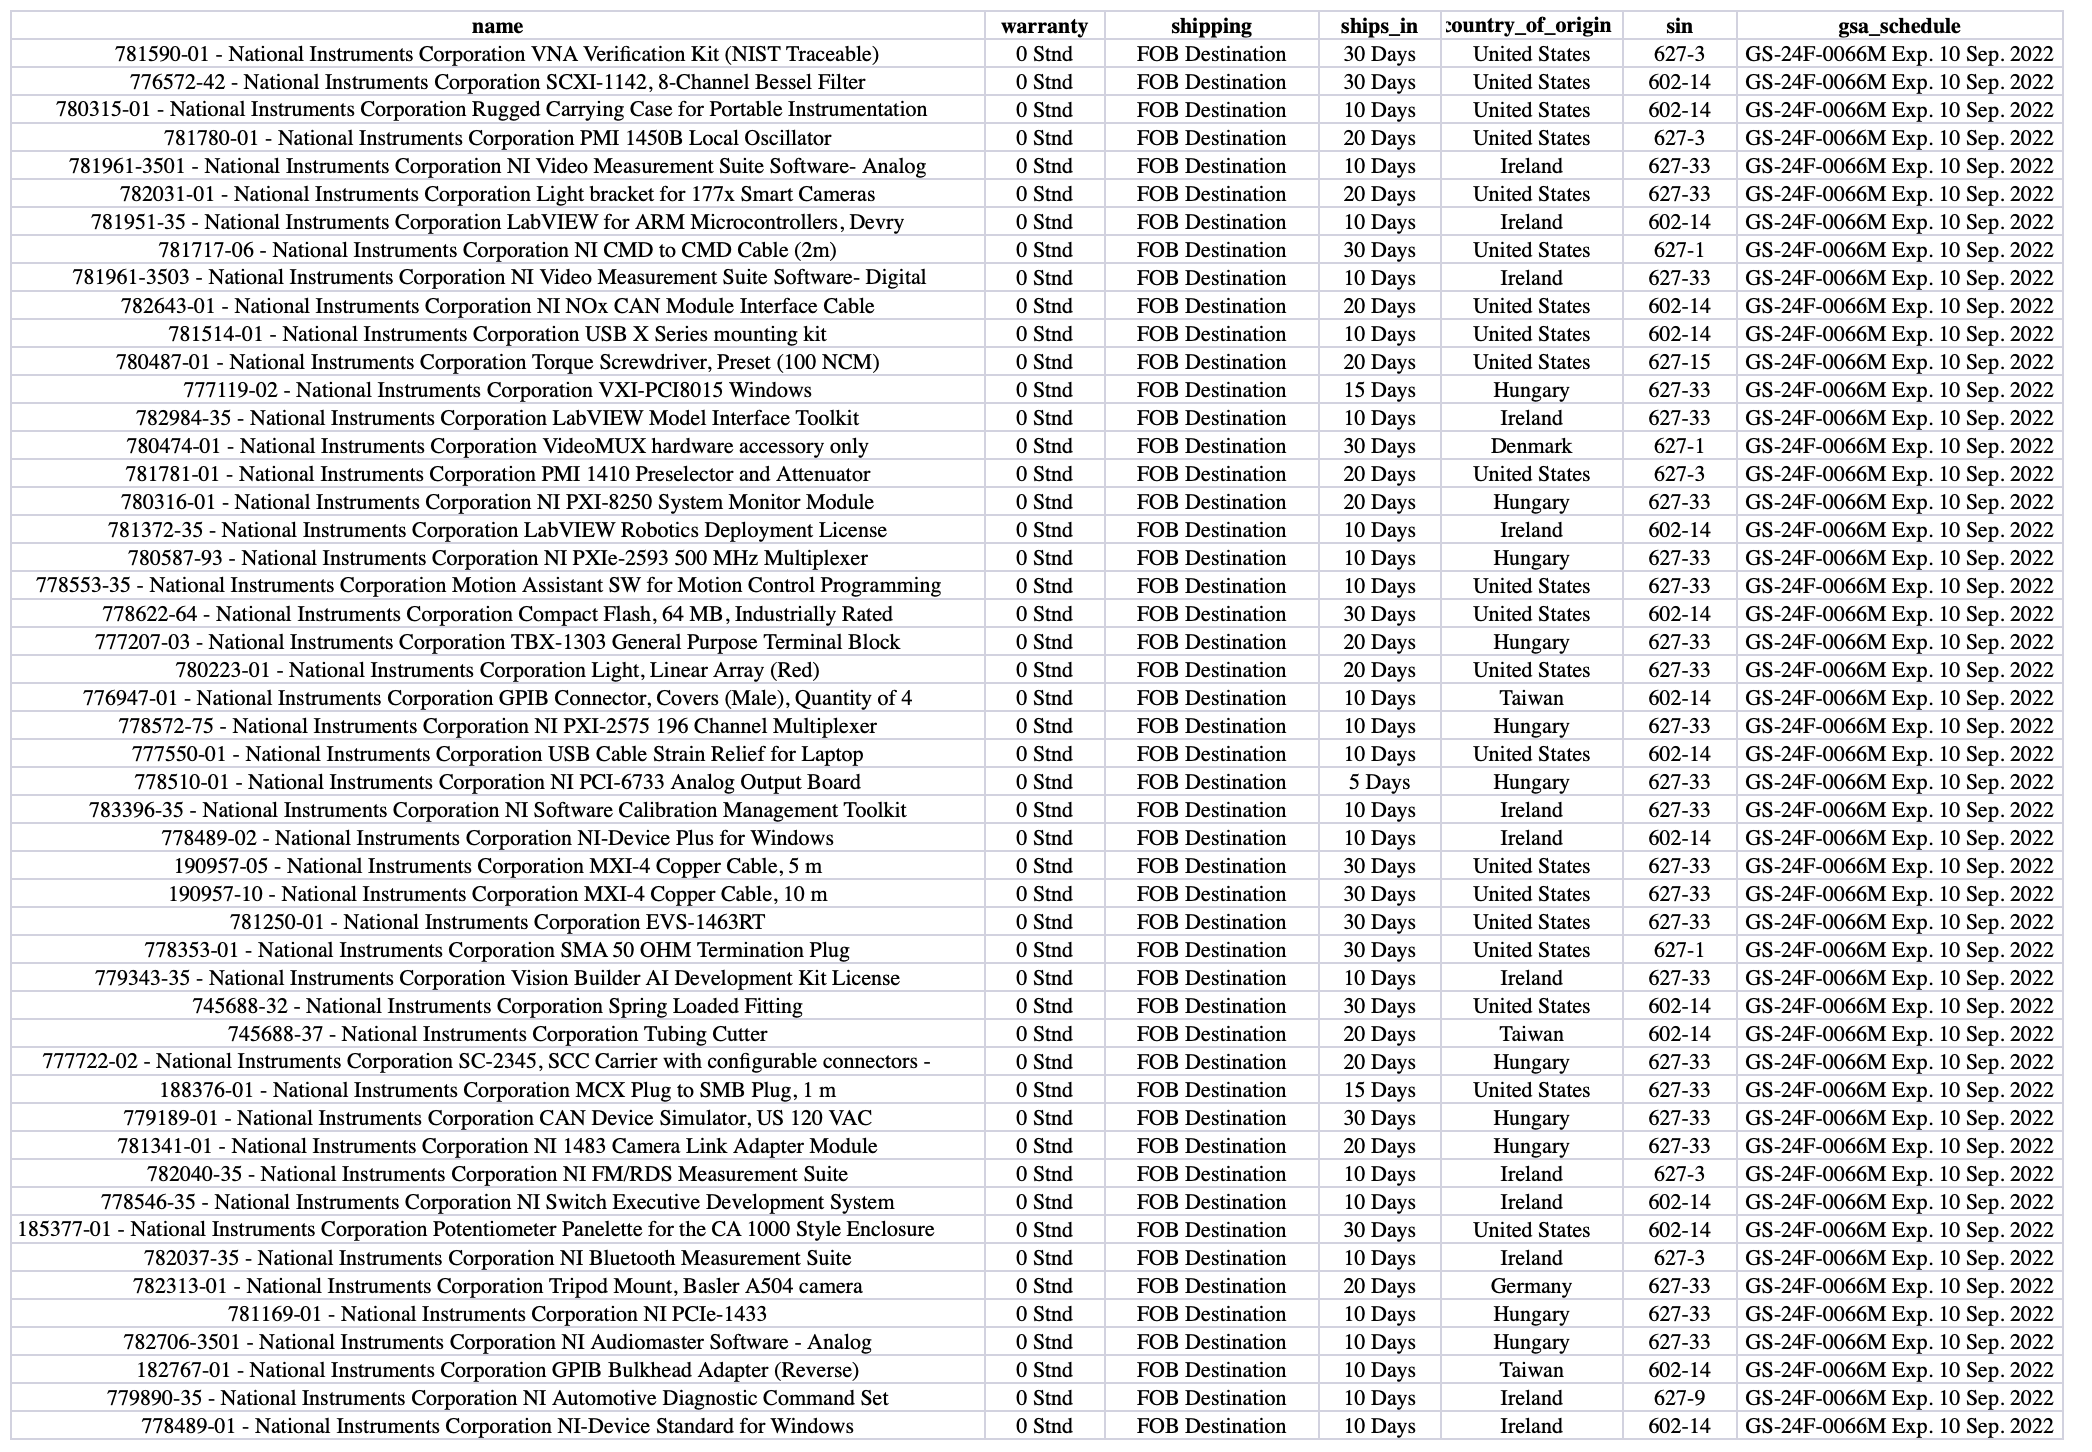 name warranty shipping ships_in country_of_origin sin gsa_schedule
781590-01 - National Instruments Corporation VNA Verification Kit (NIST Traceable) 0 Stnd FOB Destination 30 Days United States 627-3 GS-24F-0066M Exp. 10 Sep. 2022
776572-42 - National Instruments Corporation SCXI-1142, 8-Channel Bessel Filter 0 Stnd FOB Destination 30 Days United States 602-14 GS-24F-0066M Exp. 10 Sep. 2022
780315-01 - National Instruments Corporation Rugged Carrying Case for Portable Instrumentation 0 Stnd FOB Destination 10 Days United States 602-14 GS-24F-0066M Exp. 10 Sep. 2022
781780-01 - National Instruments Corporation PMI 1450B Local Oscillator 0 Stnd FOB Destination 20 Days United States 627-3 GS-24F-0066M Exp. 10 Sep. 2022
781961-3501 - National Instruments Corporation NI Video Measurement Suite Software- Analog 0 Stnd FOB Destination 10 Days Ireland 627-33 GS-24F-0066M Exp. 10 Sep. 2022
782031-01 - National Instruments Corporation Light bracket for 177x Smart Cameras 0 Stnd FOB Destination 20 Days United States 627-33 GS-24F-0066M Exp. 10 Sep. 2022
781951-35 - National Instruments Corporation LabVIEW for ARM Microcontrollers, Devry 0 Stnd FOB Destination 10 Days Ireland 602-14 GS-24F-0066M Exp. 10 Sep. 2022
781717-06 - National Instruments Corporation NI CMD to CMD Cable (2m) 0 Stnd FOB Destination 30 Days United States 627-1 GS-24F-0066M Exp. 10 Sep. 2022
781961-3503 - National Instruments Corporation NI Video Measurement Suite Software- Digital 0 Stnd FOB Destination 10 Days Ireland 627-33 GS-24F-0066M Exp. 10 Sep. 2022
782643-01 - National Instruments Corporation NI NOx CAN Module Interface Cable 0 Stnd FOB Destination 20 Days United States 602-14 GS-24F-0066M Exp. 10 Sep. 2022
781514-01 - National Instruments Corporation USB X Series mounting kit 0 Stnd FOB Destination 10 Days United States 602-14 GS-24F-0066M Exp. 10 Sep. 2022
780487-01 - National Instruments Corporation Torque Screwdriver, Preset (100 NCM) 0 Stnd FOB Destination 20 Days United States 627-15 GS-24F-0066M Exp. 10 Sep. 2022
777119-02 - National Instruments Corporation VXI-PCI8015 Windows 0 Stnd FOB Destination 15 Days Hungary 627-33 GS-24F-0066M Exp. 10 Sep. 2022
782984-35 - National Instruments Corporation LabVIEW Model Interface Toolkit 0 Stnd FOB Destination 10 Days Ireland 627-33 GS-24F-0066M Exp. 10 Sep. 2022
780474-01 - National Instruments Corporation VideoMUX hardware accessory only 0 Stnd FOB Destination 30 Days Denmark 627-1 GS-24F-0066M Exp. 10 Sep. 2022
781781-01 - National Instruments Corporation PMI 1410 Preselector and Attenuator 0 Stnd FOB Destination 20 Days United States 627-3 GS-24F-0066M Exp. 10 Sep. 2022
780316-01 - National Instruments Corporation NI PXI-8250 System Monitor Module 0 Stnd FOB Destination 20 Days Hungary 627-33 GS-24F-0066M Exp. 10 Sep. 2022
781372-35 - National Instruments Corporation LabVIEW Robotics Deployment License 0 Stnd FOB Destination 10 Days Ireland 602-14 GS-24F-0066M Exp. 10 Sep. 2022
780587-93 - National Instruments Corporation NI PXIe-2593 500 MHz Multiplexer 0 Stnd FOB Destination 10 Days Hungary 627-33 GS-24F-0066M Exp. 10 Sep. 2022
778553-35 - National Instruments Corporation Motion Assistant SW for Motion Control Programming 0 Stnd FOB Destination 10 Days United States 627-33 GS-24F-0066M Exp. 10 Sep. 2022
778622-64 - National Instruments Corporation Compact Flash, 64 MB, Industrially Rated 0 Stnd FOB Destination 30 Days United States 602-14 GS-24F-0066M Exp. 10 Sep. 2022
777207-03 - National Instruments Corporation TBX-1303 General Purpose Terminal Block 0 Stnd FOB Destination 20 Days Hungary 627-33 GS-24F-0066M Exp. 10 Sep. 2022
780223-01 - National Instruments Corporation Light, Linear Array (Red) 0 Stnd FOB Destination 20 Days United States 627-33 GS-24F-0066M Exp. 10 Sep. 2022
776947-01 - National Instruments Corporation GPIB Connector, Covers (Male), Quantity of 4 0 Stnd FOB Destination 10 Days Taiwan 602-14 GS-24F-0066M Exp. 10 Sep. 2022
778572-75 - National Instruments Corporation NI PXI-2575 196 Channel Multiplexer 0 Stnd FOB Destination 10 Days Hungary 627-33 GS-24F-0066M Exp. 10 Sep. 2022
777550-01 - National Instruments Corporation USB Cable Strain Relief for Laptop 0 Stnd FOB Destination 10 Days United States 602-14 GS-24F-0066M Exp. 10 Sep. 2022
778510-01 - National Instruments Corporation NI PCI-6733 Analog Output Board 0 Stnd FOB Destination 5 Days Hungary 627-33 GS-24F-0066M Exp. 10 Sep. 2022
783396-35 - National Instruments Corporation NI Software Calibration Management Toolkit 0 Stnd FOB Destination 10 Days Ireland 627-33 GS-24F-0066M Exp. 10 Sep. 2022
778489-02 - National Instruments Corporation NI-Device Plus for Windows 0 Stnd FOB Destination 10 Days Ireland 602-14 GS-24F-0066M Exp. 10 Sep. 2022
190957-05 - National Instruments Corporation MXI-4 Copper Cable, 5 m 0 Stnd FOB Destination 30 Days United States 627-33 GS-24F-0066M Exp. 10 Sep. 2022
190957-10 - National Instruments Corporation MXI-4 Copper Cable, 10 m 0 Stnd FOB Destination 30 Days United States 627-33 GS-24F-0066M Exp. 10 Sep. 2022
781250-01 - National Instruments Corporation EVS-1463RT 0 Stnd FOB Destination 30 Days United States 627-33 GS-24F-0066M Exp. 10 Sep. 2022
778353-01 - National Instruments Corporation SMA 50 OHM Termination Plug 0 Stnd FOB Destination 30 Days United States 627-1 GS-24F-0066M Exp. 10 Sep. 2022
779343-35 - National Instruments Corporation Vision Builder AI Development Kit License 0 Stnd FOB Destination 10 Days Ireland 627-33 GS-24F-0066M Exp. 10 Sep. 2022
745688-32 - National Instruments Corporation Spring Loaded Fitting 0 Stnd FOB Destination 30 Days United States 602-14 GS-24F-0066M Exp. 10 Sep. 2022
745688-37 - National Instruments Corporation Tubing Cutter 0 Stnd FOB Destination 20 Days Taiwan 602-14 GS-24F-0066M Exp. 10 Sep. 2022
777722-02 - National Instruments Corporation SC-2345, SCC Carrier with configurable connectors - 0 Stnd FOB Destination 20 Days Hungary 627-33 GS-24F-0066M Exp. 10 Sep. 2022
188376-01 - National Instruments Corporation MCX Plug to SMB Plug, 1 m 0 Stnd FOB Destination 15 Days United States 627-33 GS-24F-0066M Exp. 10 Sep. 2022
779189-01 - National Instruments Corporation CAN Device Simulator, US 120 VAC 0 Stnd FOB Destination 30 Days Hungary 627-33 GS-24F-0066M Exp. 10 Sep. 2022
781341-01 - National Instruments Corporation NI 1483 Camera Link Adapter Module 0 Stnd FOB Destination 20 Days Hungary 627-33 GS-24F-0066M Exp. 10 Sep. 2022
782040-35 - National Instruments Corporation NI FM/RDS Measurement Suite 0 Stnd FOB Destination 10 Days Ireland 627-3 GS-24F-0066M Exp. 10 Sep. 2022
778546-35 - National Instruments Corporation NI Switch Executive Development System 0 Stnd FOB Destination 10 Days Ireland 602-14 GS-24F-0066M Exp. 10 Sep. 2022
185377-01 - National Instruments Corporation Potentiometer Panelette for the CA 1000 Style Enclosure 0 Stnd FOB Destination 30 Days United States 602-14 GS-24F-0066M Exp. 10 Sep. 2022
782037-35 - National Instruments Corporation NI Bluetooth Measurement Suite 0 Stnd FOB Destination 10 Days Ireland 627-3 GS-24F-0066M Exp. 10 Sep. 2022
782313-01 - National Instruments Corporation Tripod Mount, Basler A504 camera 0 Stnd FOB Destination 20 Days Germany 627-33 GS-24F-0066M Exp. 10 Sep. 2022
781169-01 - National Instruments Corporation NI PCIe-1433 0 Stnd FOB Destination 10 Days Hungary 627-33 GS-24F-0066M Exp. 10 Sep. 2022
782706-3501 - National Instruments Corporation NI Audiomaster Software - Analog 0 Stnd FOB Destination 10 Days Hungary 627-33 GS-24F-0066M Exp. 10 Sep. 2022
182767-01 - National Instruments Corporation GPIB Bulkhead Adapter (Reverse) 0 Stnd FOB Destination 10 Days Taiwan 602-14 GS-24F-0066M Exp. 10 Sep. 2022
779890-35 - National Instruments Corporation NI Automotive Diagnostic Command Set 0 Stnd FOB Destination 10 Days Ireland 627-9 GS-24F-0066M Exp. 10 Sep. 2022
778489-01 - National Instruments Corporation NI-Device Standard for Windows 0 Stnd FOB Destination 10 Days Ireland 602-14 GS-24F-0066M Exp. 10 Sep. 2022